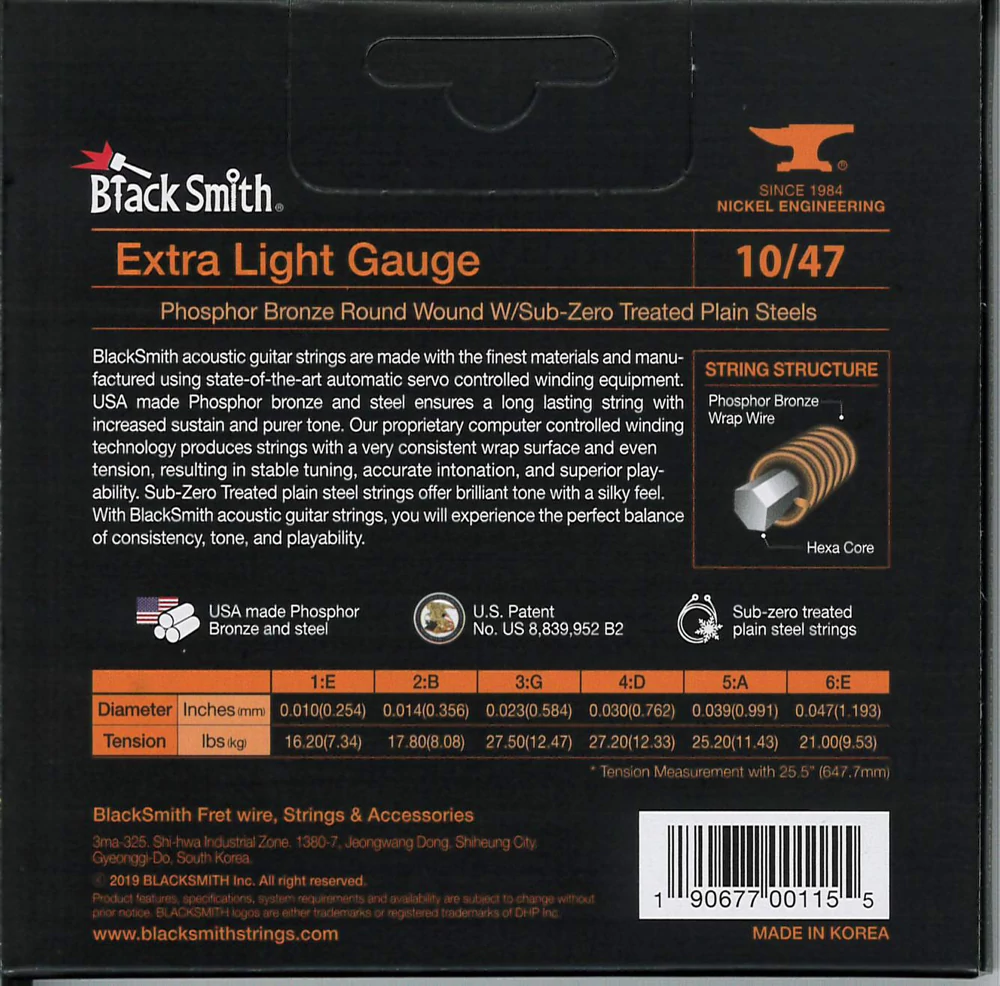 Black Smith®
®
SINCE 1984
NICKEL ENGINEERING
Extra Light Gauge
10/47
Phosphor Bronze Round Wound W/Sub-Zero Treated Plain Steels
BlackSmith acoustic guitar strings are made with the finest materials and manu-
factured using state-of-the-art automatic servo controlled winding equipment.
USA made Phosphor bronze and steel ensures a long lasting string with
increased sustain and purer tone. Our proprietary computer controlled winding
technology produces strings with a very consistent wrap surface and even
tension, resulting in stable tuning, accurate intonation, and superior play-
ability. Sub-Zero Treated plain steel strings offer brilliant tone with a silky feel.
With BlackSmith acoustic guitar strings, you will experience the perfect balance
of consistency, tone, and playability.
STRING STRUCTURE
Phosphor Bronze
Wrap Wire
Hexa Core
USA made Phosphor
Bronze and steel
U.S. Patent
No. US 8,839,952 B2
Sub-zero treated
plain steel strings
1:E 2:B 3:G 4:D 5:A 6:E
Diameter Inches(mm) 0.010(0.254) 0.014(0.356) 0.023(0.584) 0.030(0.762) 0.039(0.991) 0.047(1.193)
Tension lbs(kg) 16.20(7.34) 17.80(8.08) 27.50(12.47) 27.20(12.33) 25.20(11.43) 21.00(9.53)
* Tension Measurement with 25.5" (647.7mm)
BlackSmith Fret wire, Strings & Accessories
3ma-325. Shi-hwa Industrial Zone. 1380-7, Jeongwang Dong, Shiheung City,
Gyeonggi-Do, South Korea.
© 2019 BLACKSMITH Inc. All right reserved.
Product features, specifications, system requirements and availability are subject to change without
prior notice. BLACKSMITH logos are either trademarks or registered trademarks of DHP Inc.
www.blacksmithstrings.com
1 90677 00115 5
MADE IN KOREA